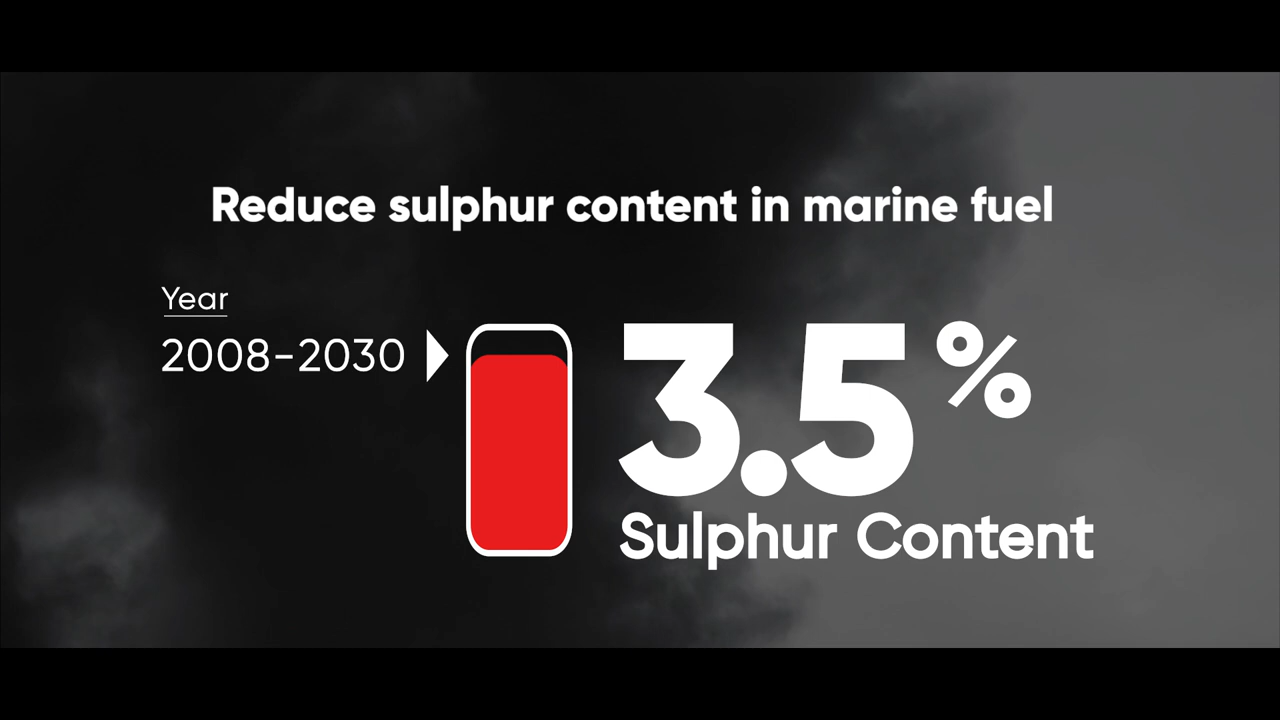 Reduce sulphur content in marine fuel
Year
2008-2030
3.5%
Sulphur Content